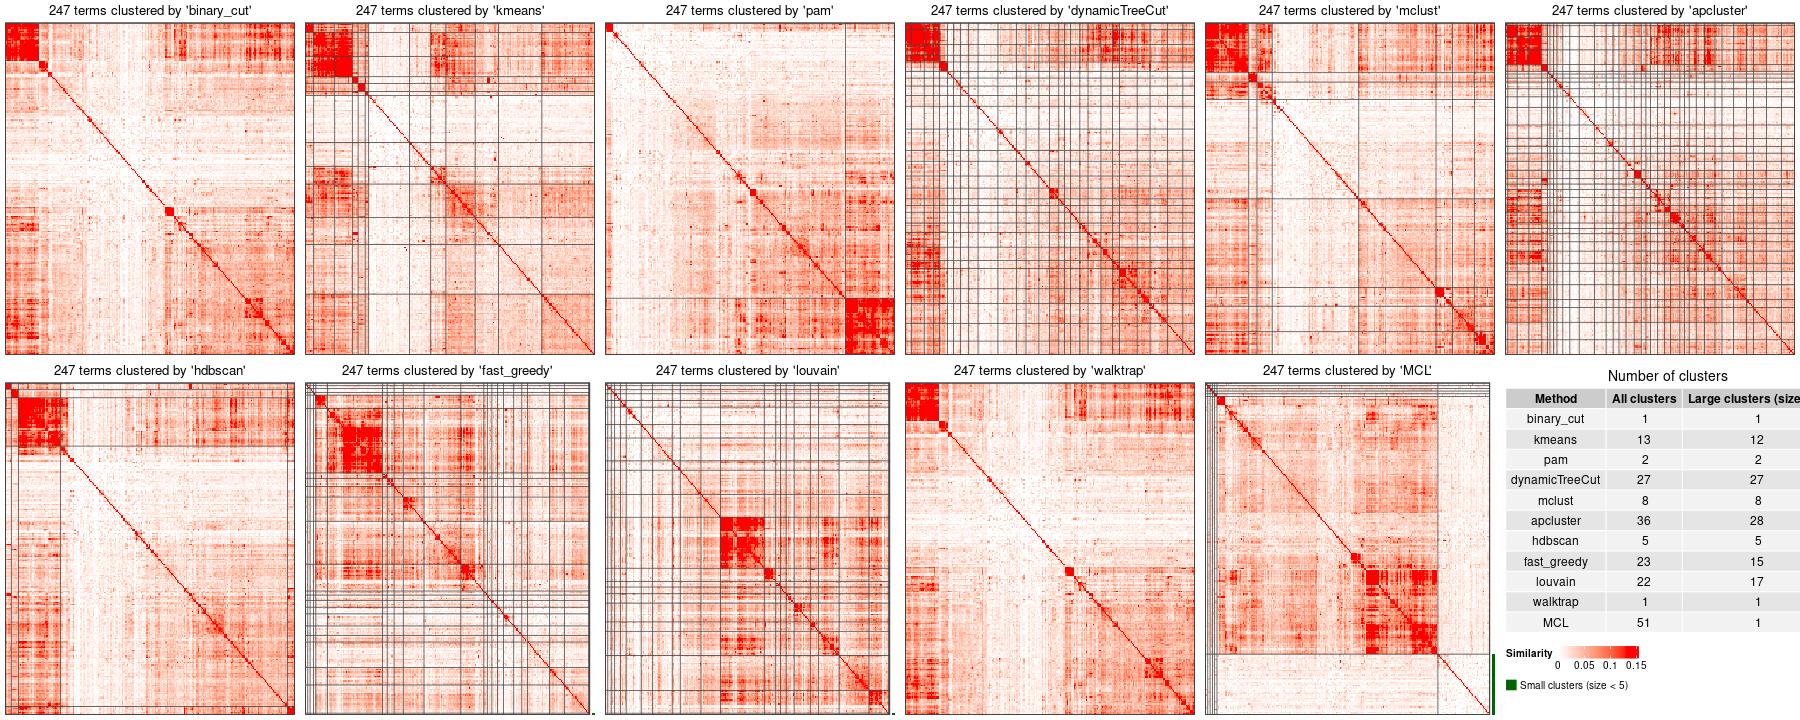 247 terms clustered by 'binary_cut'
247 terms clustered by 'kmeans'
247 terms clustered by 'pam'
247 terms clustered by 'dynamicTreeCut'
247 terms clustered by 'mclust'
247 terms clustered by 'apcluster'
247 terms clustered by 'hdbscan'
247 terms clustered by 'fast_greedy'
247 terms clustered by 'louvain'
247 terms clustered by 'walktrap'
247 terms clustered by 'MCL'
Number of clusters
Method All clusters Large clusters (size
binary_cut 1 1
kmeans 13 12
pam 2 2
dynamicTreeCut 27 27
mclust 8 8
apcluster 36 28
hdbscan 5 5
fast_greedy 23 15
louvain 22 17
walktrap 1 1
MCL 51 1
Similarity
0 0.05 0.1 0.15
Small clusters (size < 5)